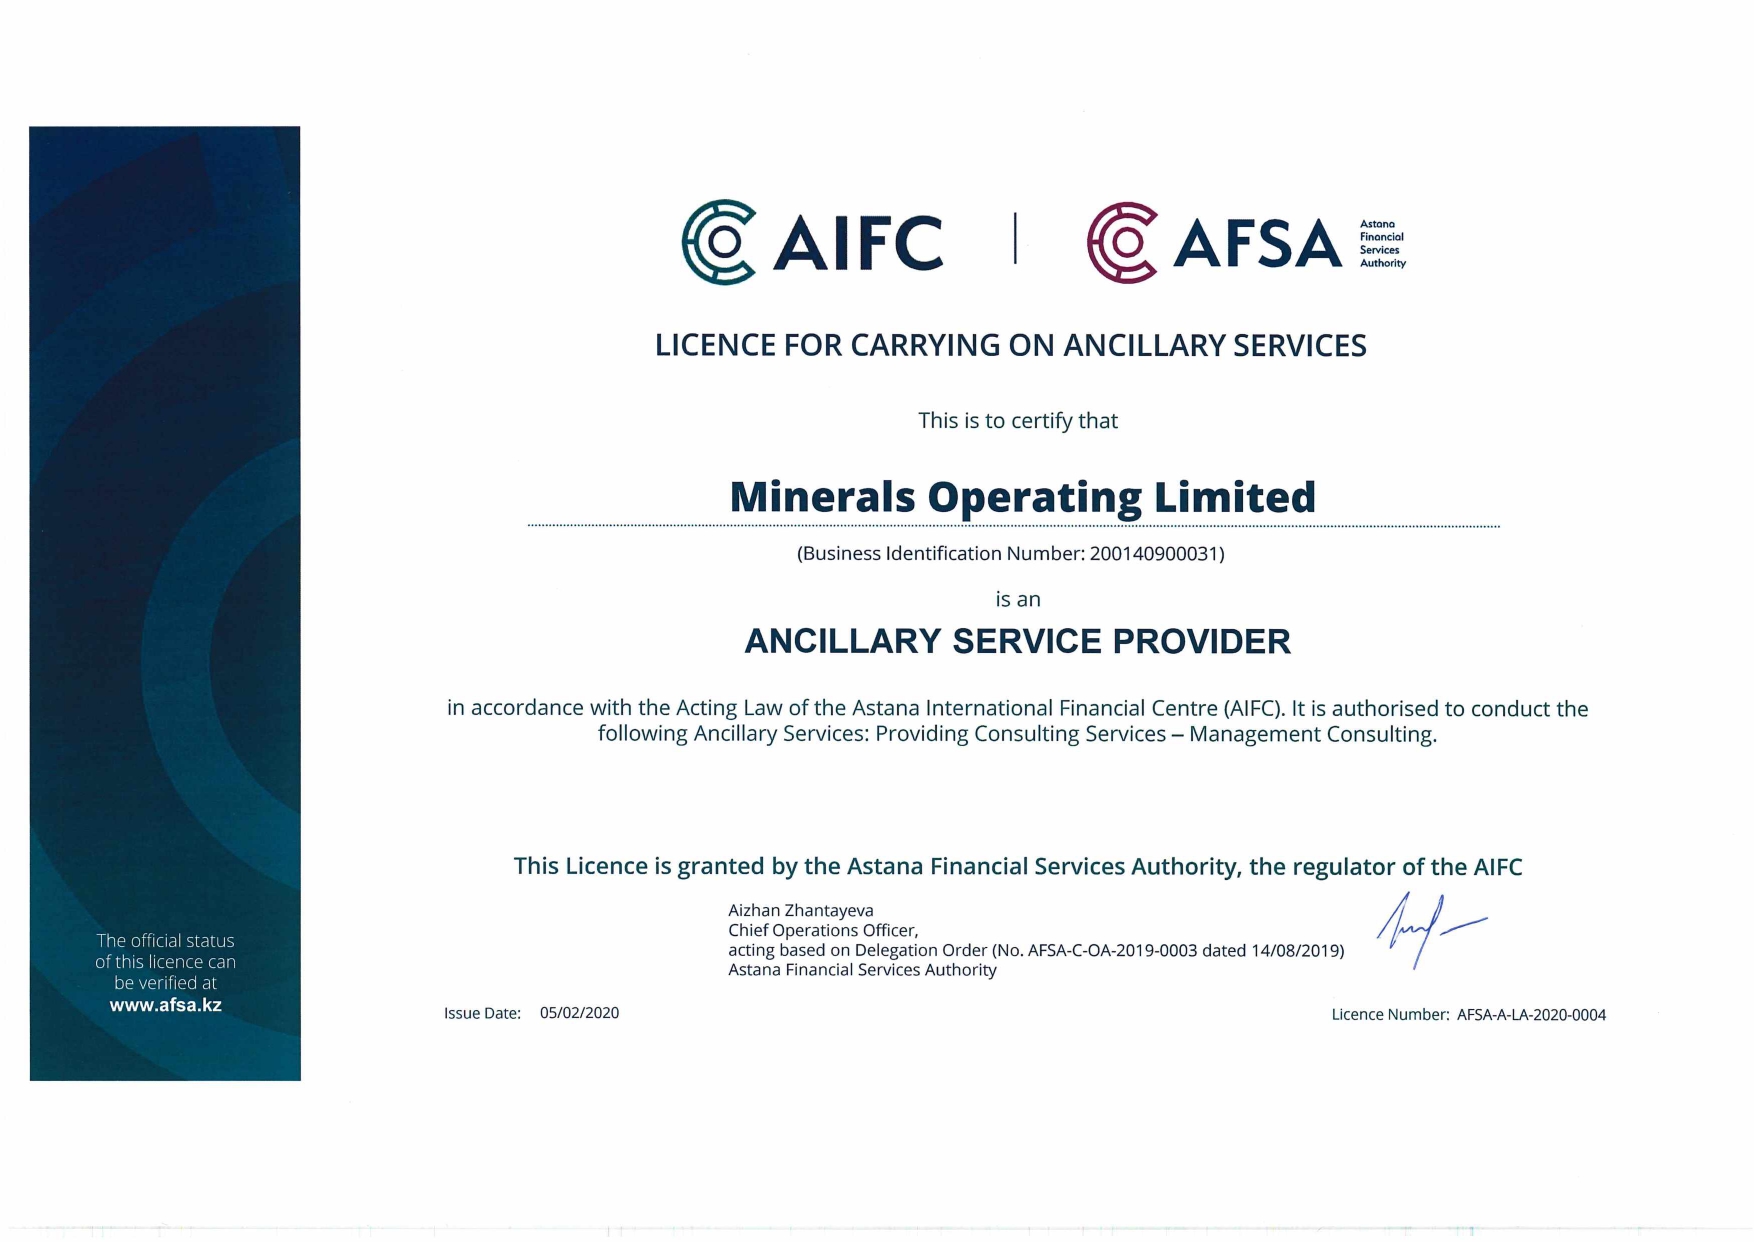 AIFC | AFSA
Astana
Financial
Services
Authority
LICENCE FOR CARRYING ON ANCILLARY SERVICES
This is to certify that
Minerals Operating Limited
(Business Identification Number: 200140900031)
is an
ANCILLARY SERVICE PROVIDER
in accordance with the Acting Law of the Astana International Financial Centre (AIFC). It is authorised to conduct the
following Ancillary Services: Providing Consulting Services – Management Consulting.
This Licence is granted by the Astana Financial Services Authority, the regulator of the AIFC
Aizhan Zhantayeva
Chief Operations Officer,
acting based on Delegation Order (No. AFSA-C-OA-2019-0003 dated 14/08/2019)
Astana Financial Services Authority
Issue Date: 05/02/2020
Licence Number: AFSA-A-LA-2020-0004
The official status
of this licence can
be verified at
www.afsa.kz